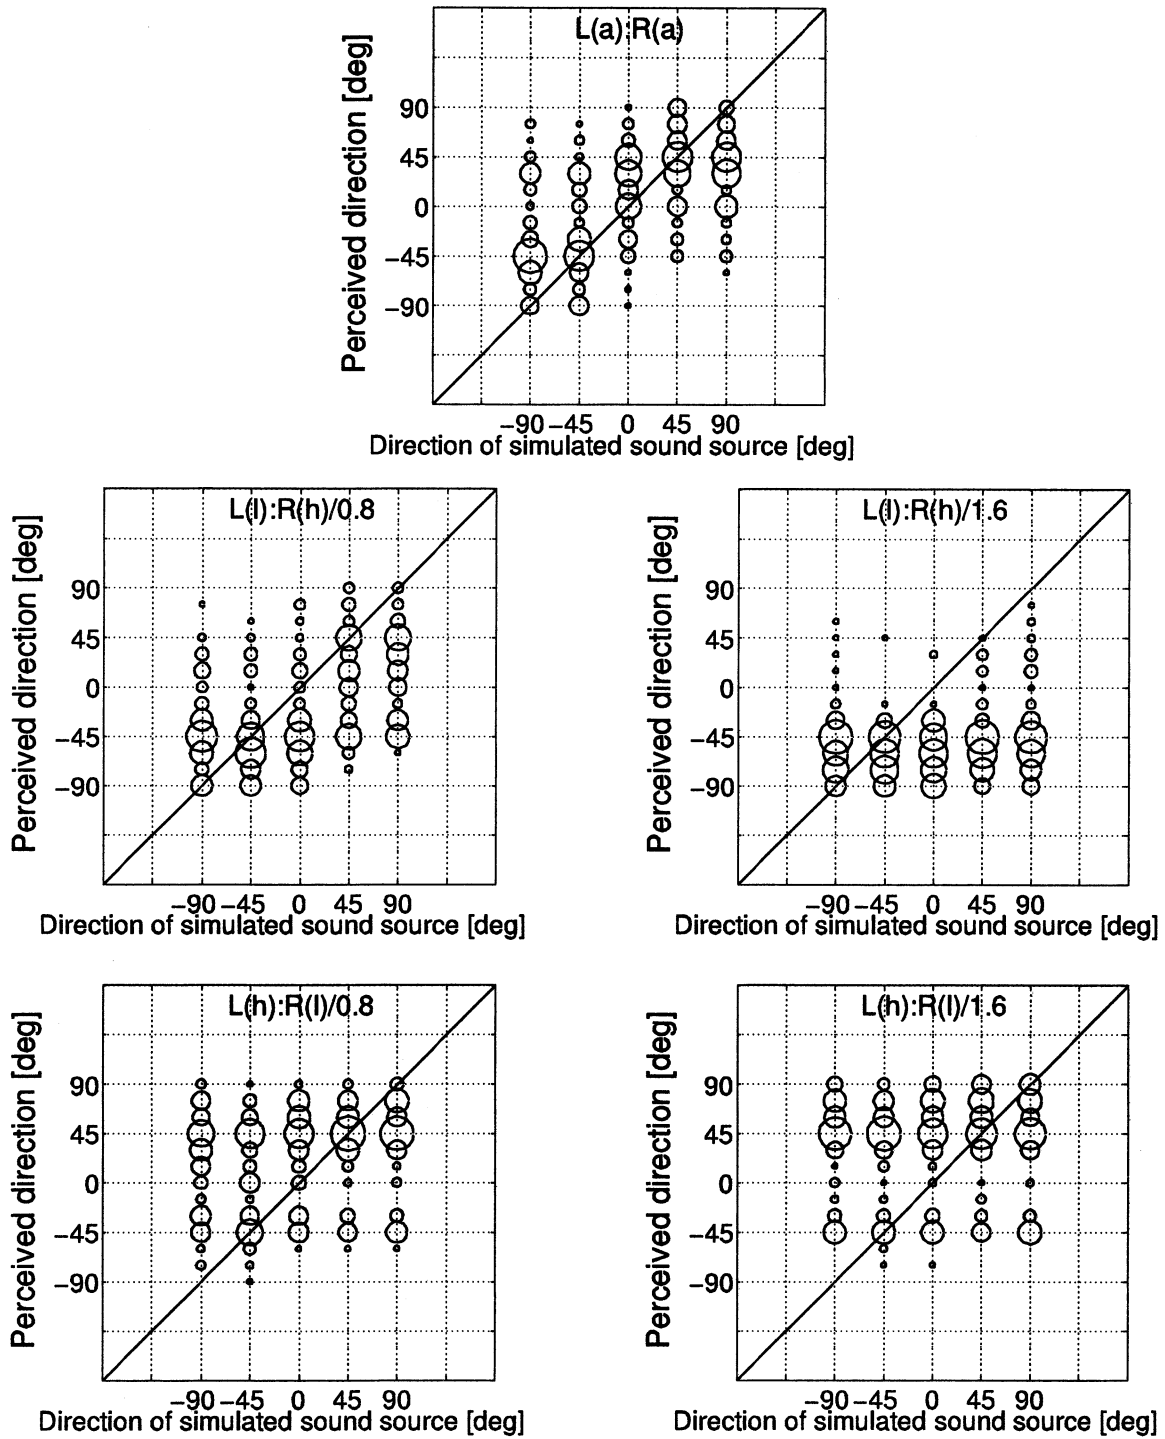 L(a):R(a)
Perceived direction [deg]
90
45
0
−45
−90
−90 −45 0 45 90
Direction of simulated sound source [deg]
L(l):R(h)/0.8
Perceived direction [deg]
90
45
0
−45
−90
−90 −45 0 45 90
Direction of simulated sound source [deg]
L(l):R(h)/1.6
Perceived direction [deg]
90
45
0
−45
−90
−90 −45 0 45 90
Direction of simulated sound source [deg]
L(h):R(l)/0.8
Perceived direction [deg]
90
45
0
−45
−90
−90 −45 0 45 90
Direction of simulated sound source [deg]
L(h):R(l)/1.6
Perceived direction [deg]
90
45
0
−45
−90
−90 −45 0 45 90
Direction of simulated sound source [deg]